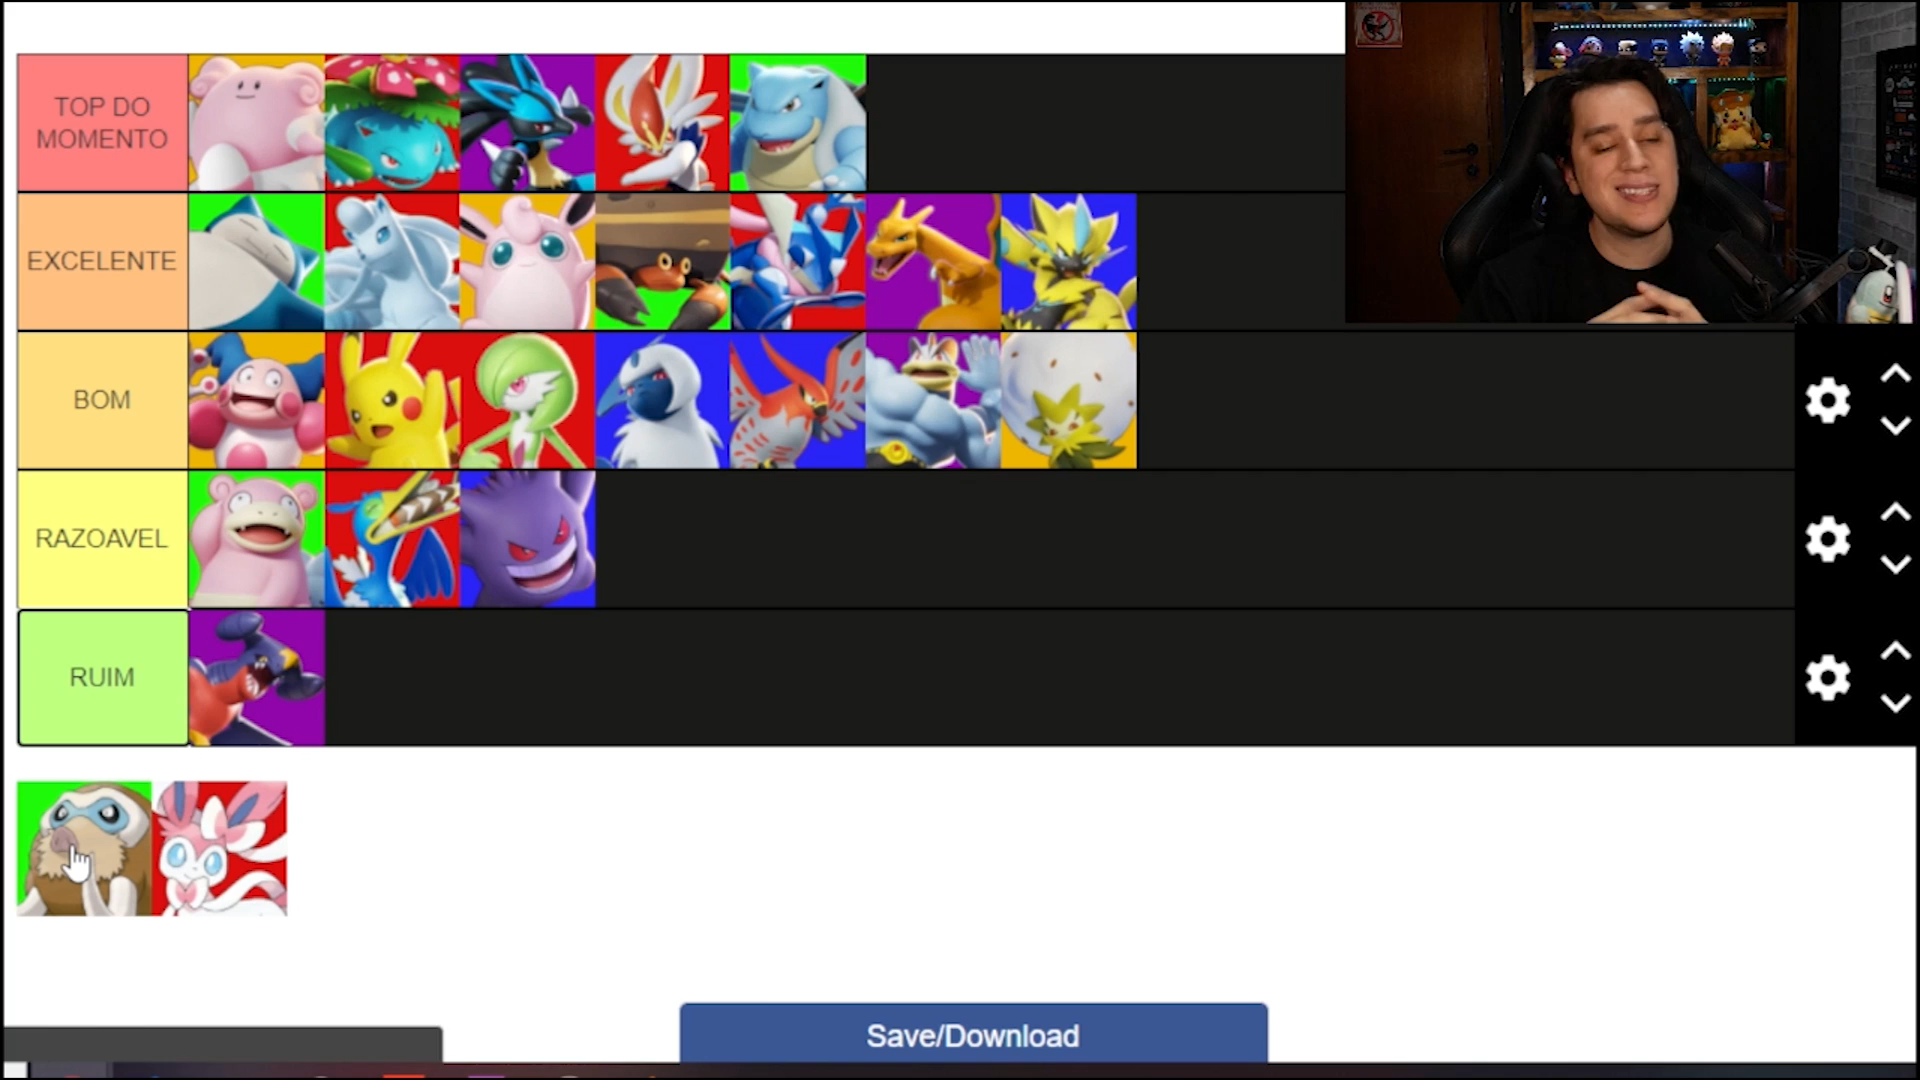 TOP DO
MOMENTO
EXCELENTE
BOM
RAZOAVEL
RUIM
Save/Download